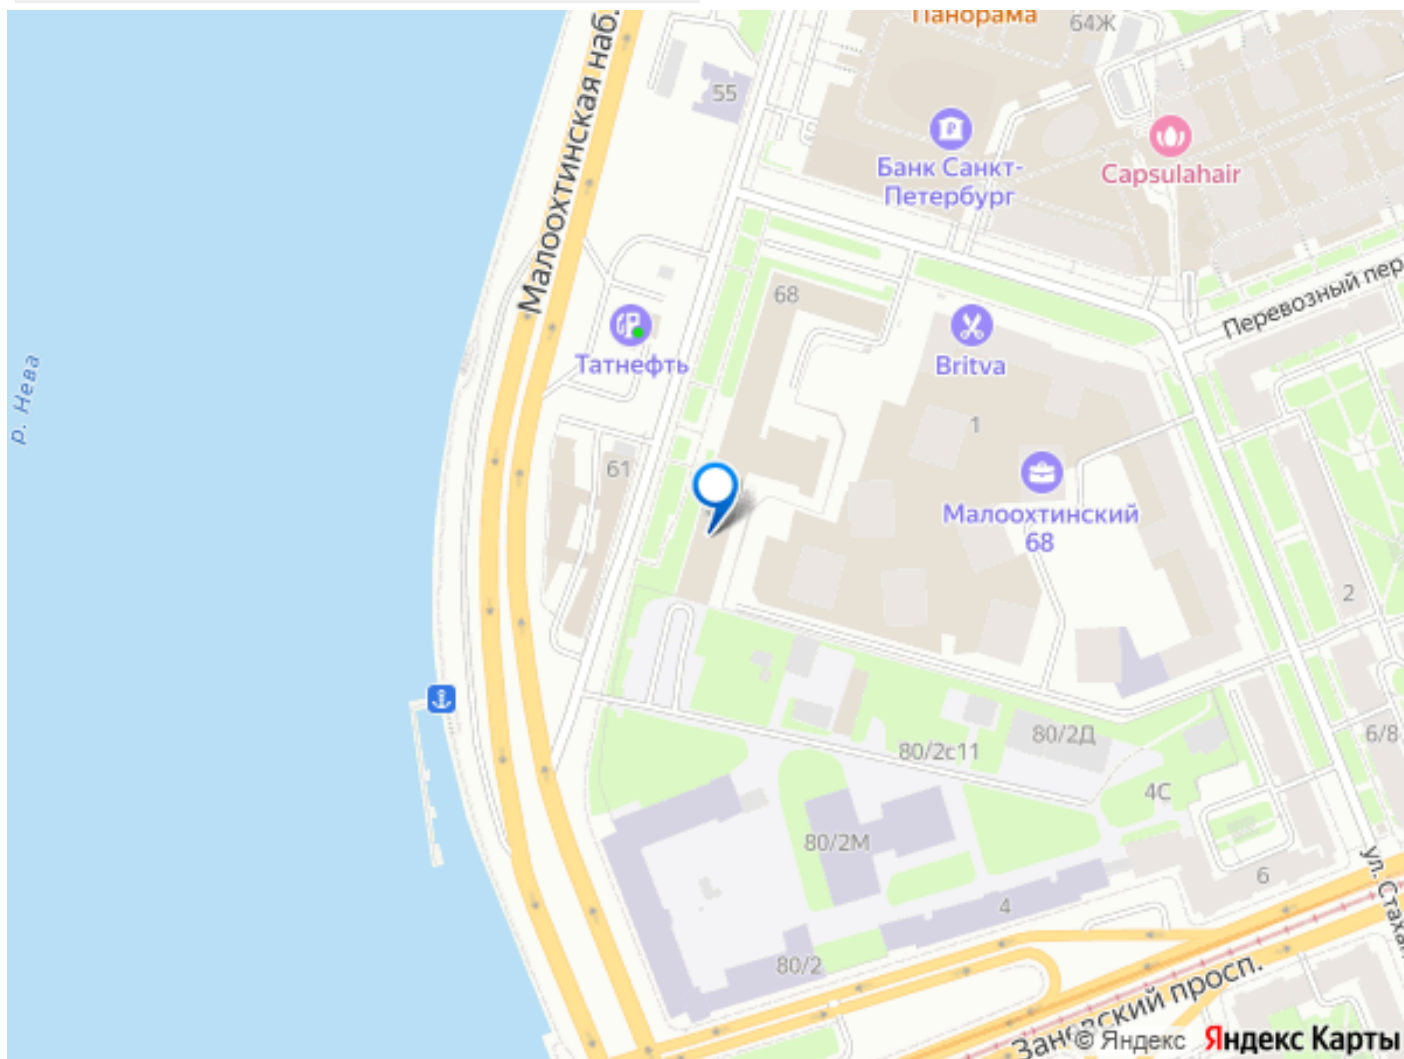 Панорама
64Ж
Малоохтинская наб.
55
S
Банк Санкт-
Петербург
Capsulahair
Перевозный пер
68
Татнефть
Britva
р. Нева
1
61
Малоохтинский
68
2
6/8
80/2с11
80/2Д
4С
80/2М
6
ул. Стаха
4
80/2
Заневский просп.
© Яндекс Яндекс Карты